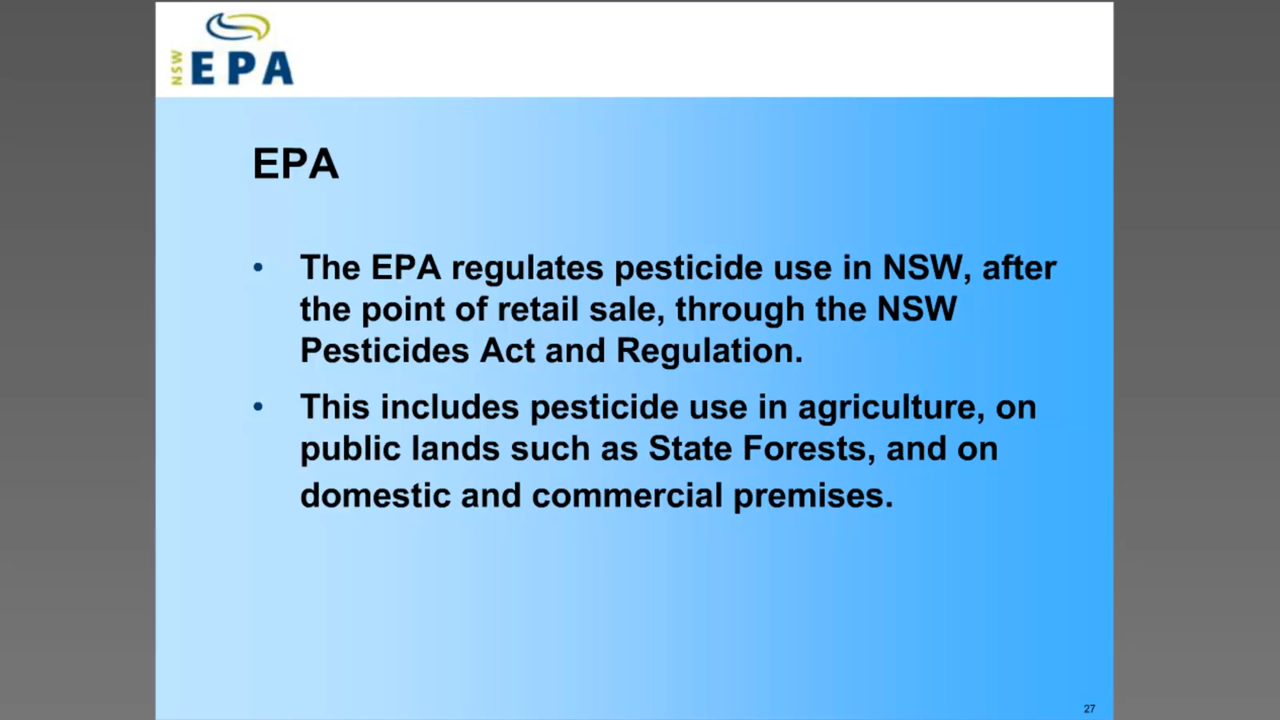 NSW EPA
EPA
• The EPA regulates pesticide use in NSW, after
the point of retail sale, through the NSW
Pesticides Act and Regulation.
• This includes pesticide use in agriculture, on
public lands such as State Forests, and on
domestic and commercial premises.
27